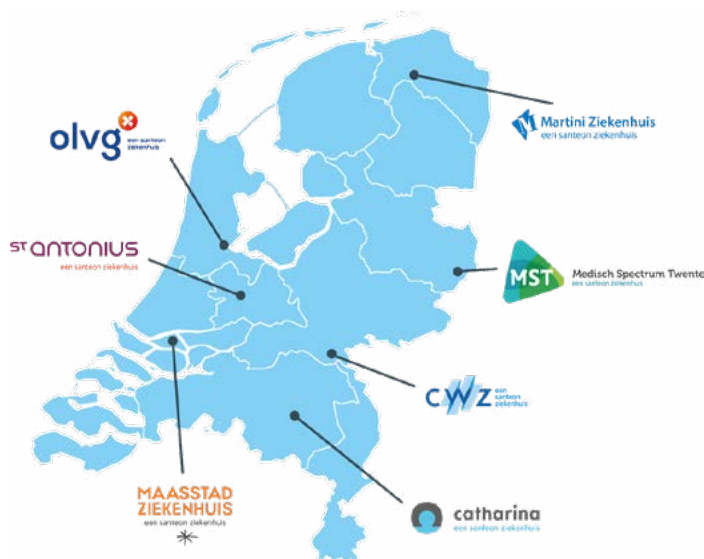 olvg
een santeon
ziekenhuis
Martini Ziekenhuis
een santeon ziekenhuis
ST ANTONIUS
een santeon ziekenhuis
MST
Medisch Spectrum Twente
een santeon ziekenhuis
CWZ
een
santeon
ziekenhuis
MAASSTAD
ZIEKENHUIS
een santeon ziekenhuis
catharina
een santeon ziekenhuis